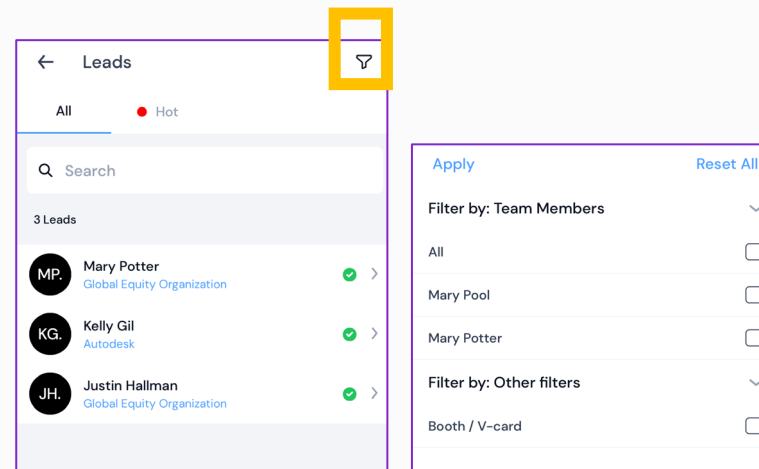 Leads
All
Hot
Search
3 Leads
MP.
Mary Potter
Global Equity Organization
KG.
Kelly Gil
Autodesk
JH.
Justin Hallman
Global Equity Organization
Apply
Reset All
Filter by: Team Members
All
Mary Pool
Mary Potter
Filter by: Other filters
Booth / V-card